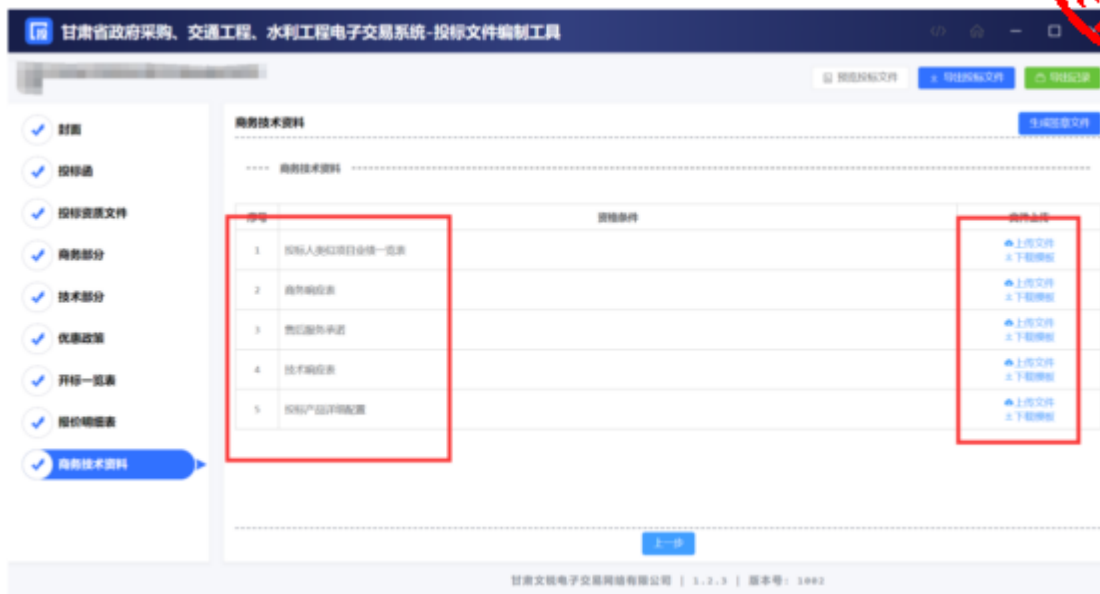 甘肃省政府采购、交通工程、水利工程电子交易系统-投标文件编制工具
预览投标文件 导出投标文件 导出记录
封面
投标函
投标资质文件
商务部分
技术部分
优惠政策
开标一览表
报价明细表
商务技术资料
商务技术资料 生成签章文件
商务技术资料
序号 资格条件 文件上传
1 投标人类似项目业绩一览表 上传文件
下载模板
2 商务响应表 上传文件
下载模板
3 售后服务承诺 上传文件
下载模板
4 技术响应表 上传文件
下载模板
5 投标产品详细配置 上传文件
下载模板
上一步
甘肃文锐电子交易网络有限公司 | 1.2.3 | 版本号: 1002